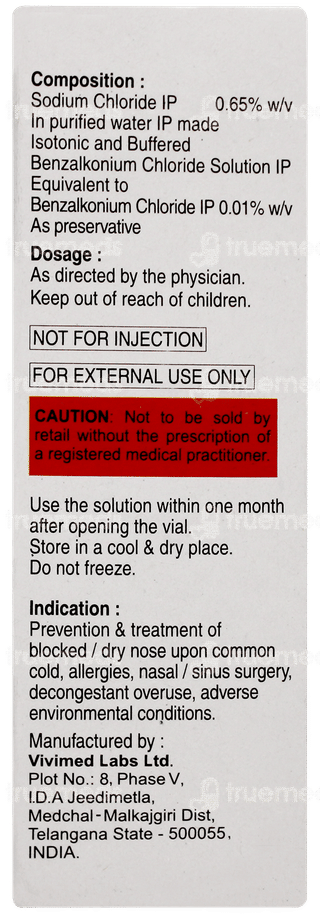 Composition :
Sodium Chloride IP 0.65% w/v
In purified water IP made
Isotonic and Buffered
Benzalkonium Chloride Solution IP
Equivalent to
Benzalkonium Chloride IP 0.01% w/v
As preservative
Dosage :
As directed by the physician.
Keep out of reach of children.
NOT FOR INJECTION
FOR EXTERNAL USE ONLY
CAUTION: Not to be sold by
retail without the prescription of
a registered medical practitioner.
Use the solution within one month
after opening the vial.
Store in a cool & dry place.
Do not freeze.
Indication :
Prevention & treatment of
blocked / dry nose upon common
cold, allergies, nasal / sinus surgery,
decongestant overuse, adverse
environmental conditions.
Manufactured by :
Vivimed Labs Ltd.
Plot No.: 8, Phase V,
I.D.A Jeedimetla,
Medchal-Malkajgiri Dist,
Telangana State - 500055,
INDIA.